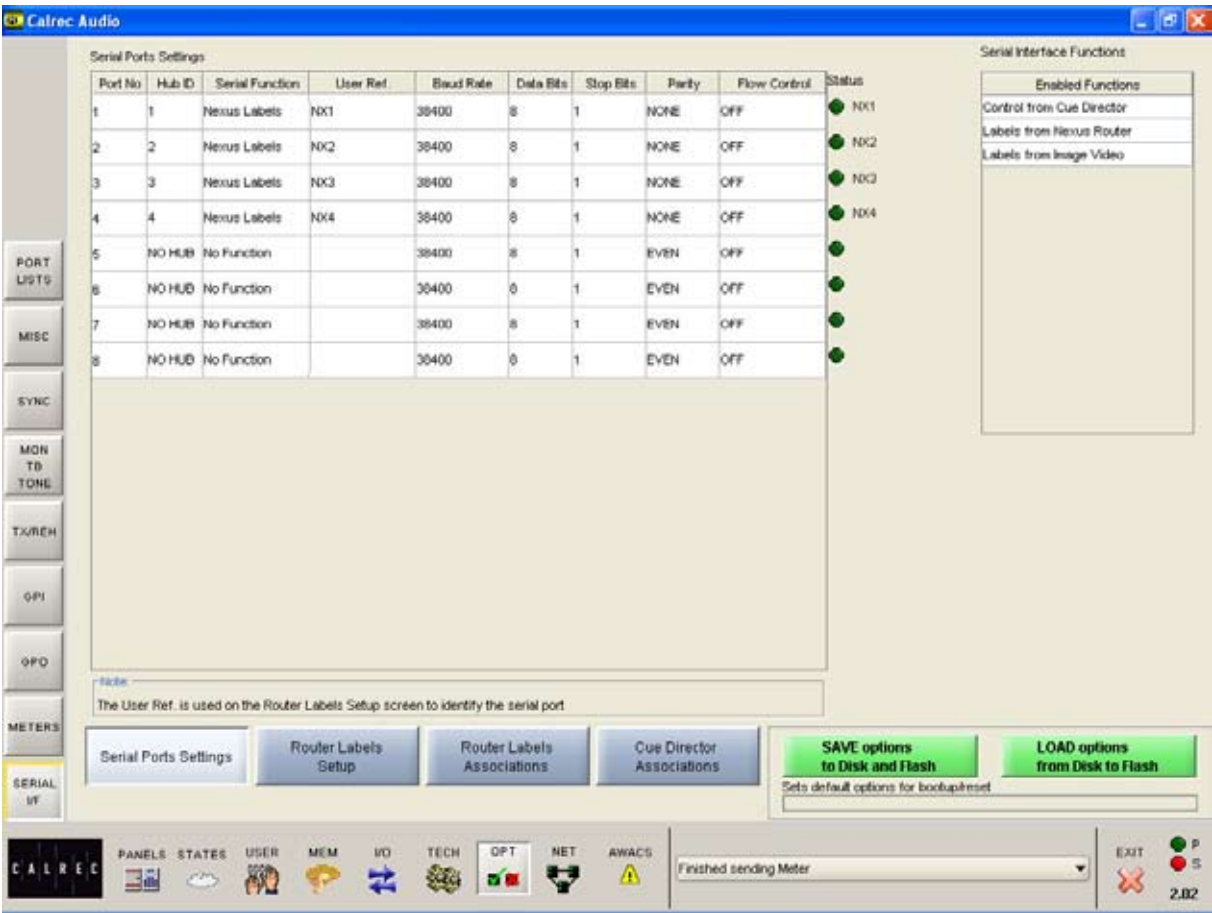 Calrec Audio
Serial Ports Settings
Port No Hub ID Serial Function User Ref Baud Rate Data Bits Stop Bits Parity Flow Control Status
1 1 Nexus Labels NX1 38400 8 1 NONE OFF NX1
2 2 Nexus Labels NX2 38400 8 1 NONE OFF NX2
3 3 Nexus Labels NX3 38400 8 1 NONE OFF NX3
4 4 Nexus Labels NX4 38400 8 1 NONE OFF NX4
5 NO HUB No Function 38400 8 1 EVEN OFF
6 NO HUB No Function 38400 8 1 EVEN OFF
7 NO HUB No Function 38400 8 1 EVEN OFF
8 NO HUB No Function 38400 8 1 EVEN OFF
Serial Interface Functions
Enabled Functions
Control from Cue Director
Labels from Nexus Router
Labels from Image Video
PORT
LISTS
MISC
SYNC
MON
TB
TONE
TX/REH
GPI
GPO
METERS
SERIAL
I/F
Note
The User Ref. is used on the Router Labels Setup screen to identify the serial port
Serial Ports Settings
Router Labels
Setup
Router Labels
Associations
Cue Director
Associations
SAVE options
to Disk and Flash
LOAD options
from Disk to Flash
Sets default options for bootup/reset
CALREC
PANELS STATES USER MEM I/O TECH OPT NET AWACS
Finished sending Meter
EXIT
P
S
2.02